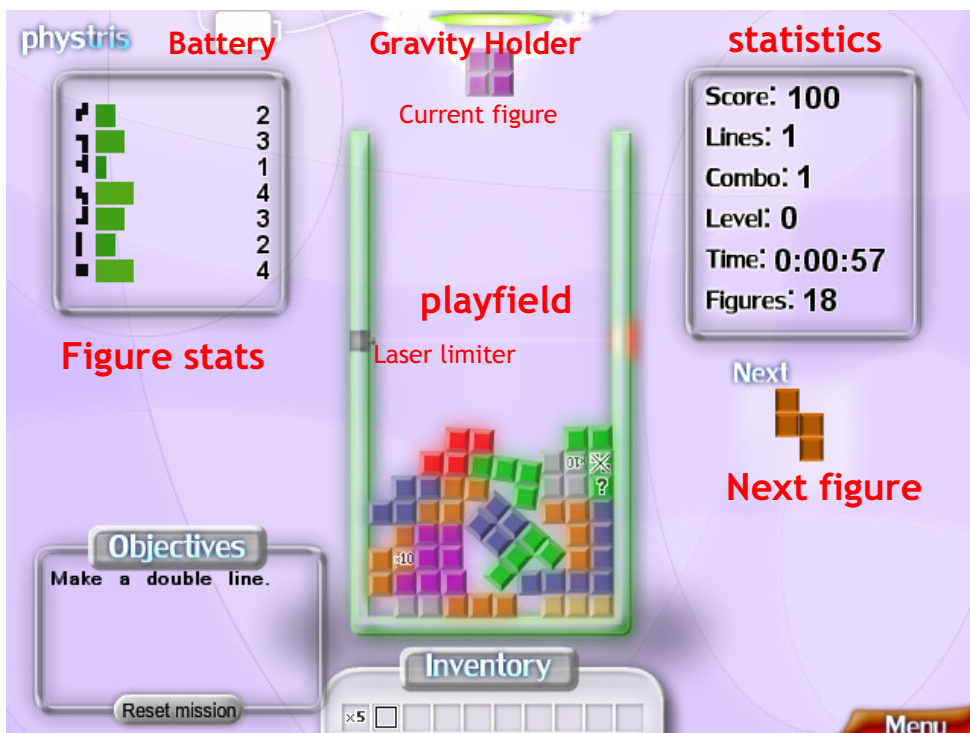 phystris
Battery
Gravity Holder
statistics
Current figure
2
3
1
4
3
2
4
Score: 100
Lines: 1
Combo: 1
Level: 0
Time: 0:00:57
Figures: 18
playfield
Figure stats
Laser limiter
Next
×10
?
Next figure
Objectives
×10
Make a double line.
Inventory
Reset mission
×5
Menu